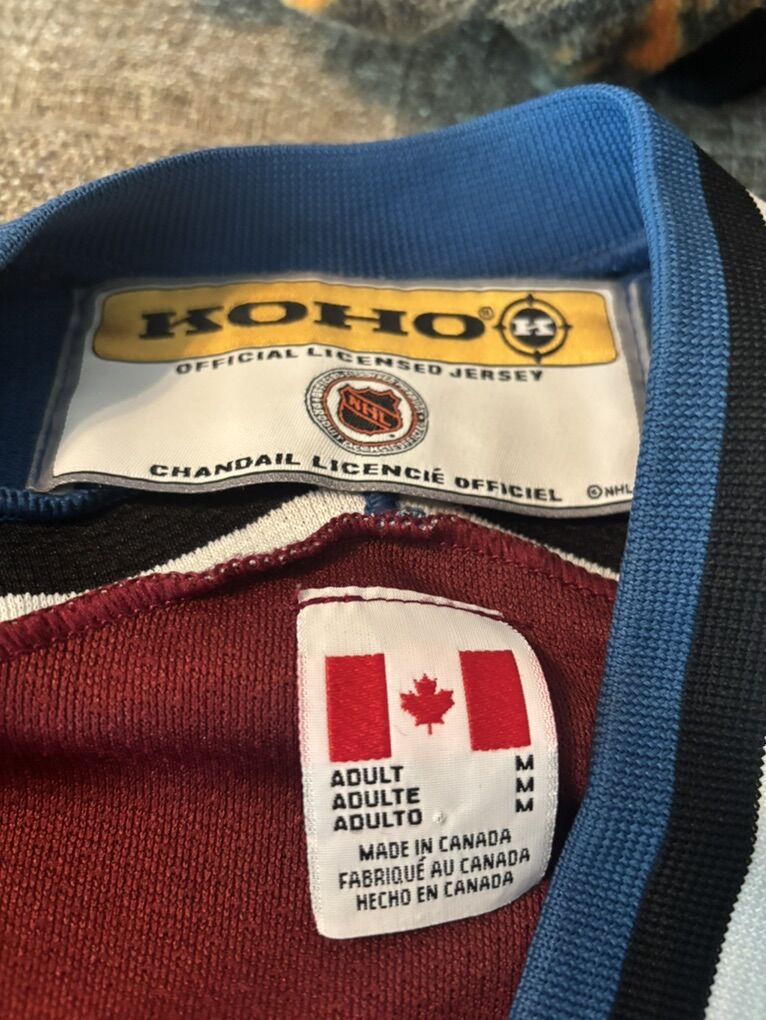 KOHO® K
OFFICIAL LICENSED JERSEY
NHL
CHANDAIL LICENCIÉ OFFICIEL ©NHL
ADULT M
ADULTE M
ADULTO M
MADE IN CANADA
FABRIQUÉ AU CANADA
HECHO EN CANADA